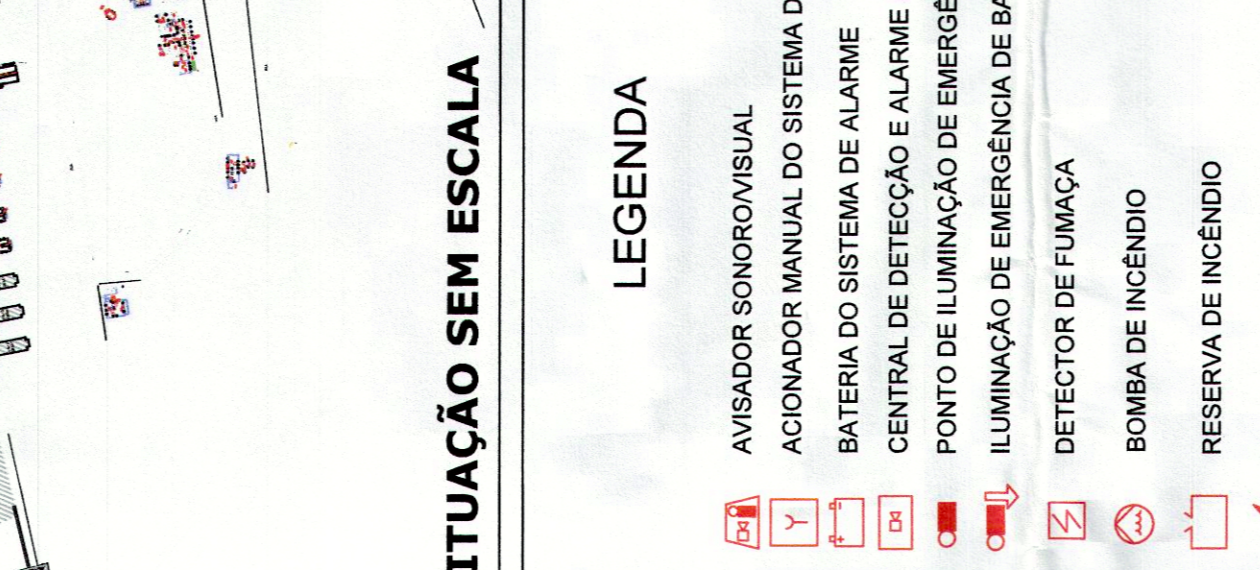 ITUAÇÃO SEM ESCALA
LEGENDA
AVISADOR SONORO/VISUAL
ACIONADOR MANUAL DO SISTEMA D
BATERIA DO SISTEMA DE ALARME
CENTRAL DE DETECÇÃO E ALARME
PONTO DE ILUMINAÇÃO DE EMERGÊ
ILUMINAÇÃO DE EMERGÊNCIA DE BA
DETECTOR DE FUMAÇA
BOMBA DE INCÊNDIO
RESERVA DE INCÊNDIO